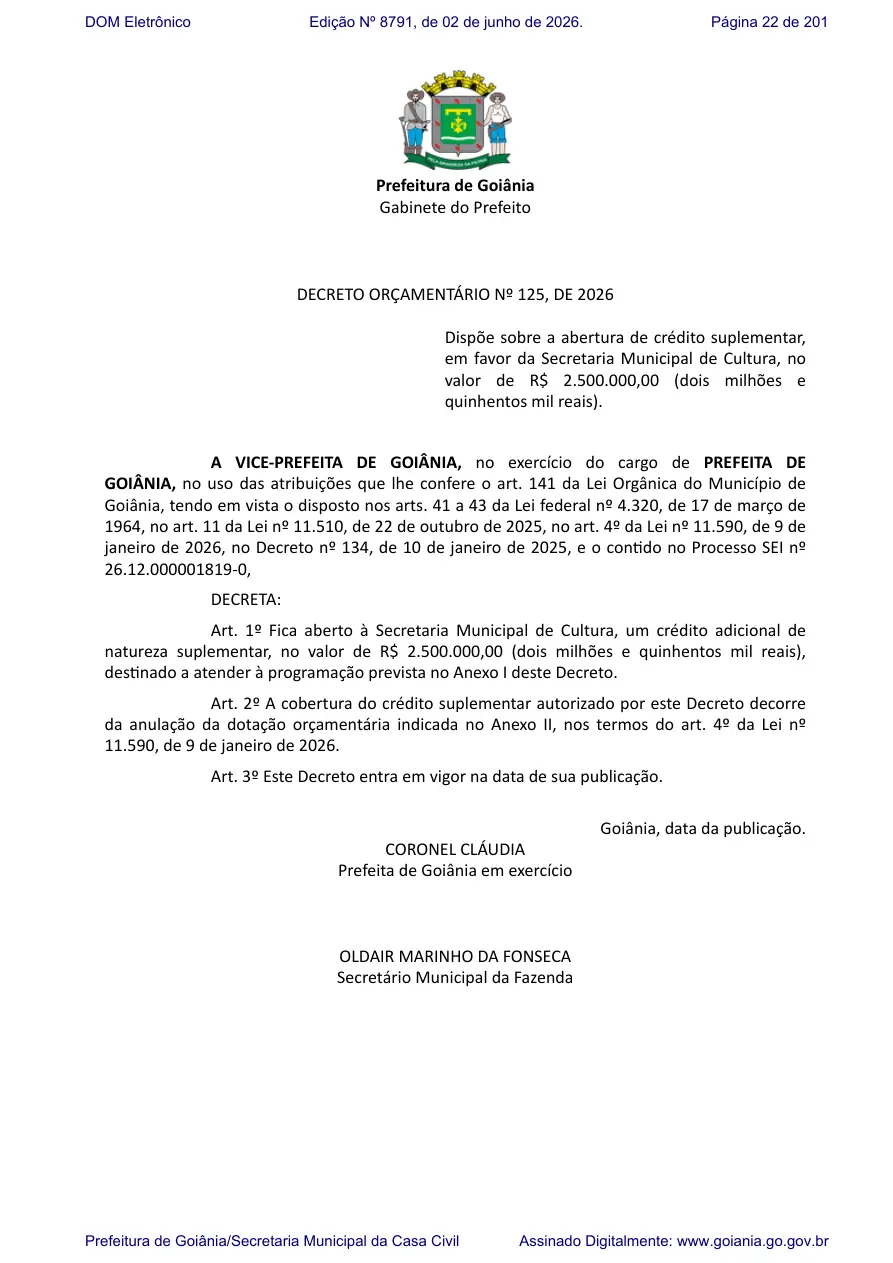 DOM Eletrônico Edição Nº 8791, de 02 de junho de 2026. Página 22 de 201
PELA GRANDEZA DA PÁTRIA
Prefeitura de Goiânia
Gabinete do Prefeito
DECRETO ORÇAMENTÁRIO Nº 125, DE 2026
Dispõe sobre a abertura de crédito suplementar,
em favor da Secretaria Municipal de Cultura, no
valor de R$ 2.500.000,00 (dois milhões e
quinhentos mil reais).
A VICE-PREFEITA DE GOIÂNIA, no exercício do cargo de PREFEITA DE
GOIÂNIA, no uso das atribuições que lhe confere o art. 141 da Lei Orgânica do Município de
Goiânia, tendo em vista o disposto nos arts. 41 a 43 da Lei federal nº 4.320, de 17 de março de
1964, no art. 11 da Lei nº 11.510, de 22 de outubro de 2025, no art. 4º da Lei nº 11.590, de 9 de
janeiro de 2026, no Decreto nº 134, de 10 de janeiro de 2025, e o contido no Processo SEI nº
26.12.000001819-0,
DECRETA:
Art. 1º Fica aberto à Secretaria Municipal de Cultura, um crédito adicional de
natureza suplementar, no valor de R$ 2.500.000,00 (dois milhões e quinhentos mil reais),
destinado a atender à programação prevista no Anexo I deste Decreto.
Art. 2º A cobertura do crédito suplementar autorizado por este Decreto decorre
da anulação da dotação orçamentária indicada no Anexo II, nos termos do art. 4º da Lei nº
11.590, de 9 de janeiro de 2026.
Art. 3º Este Decreto entra em vigor na data de sua publicação.
Goiânia, data da publicação.
CORONEL CLÁUDIA
Prefeita de Goiânia em exercício
OLDAIR MARINHO DA FONSECA
Secretário Municipal da Fazenda
Prefeitura de Goiânia/Secretaria Municipal da Casa Civil Assinado Digitalmente: www.goiania.go.gov.br